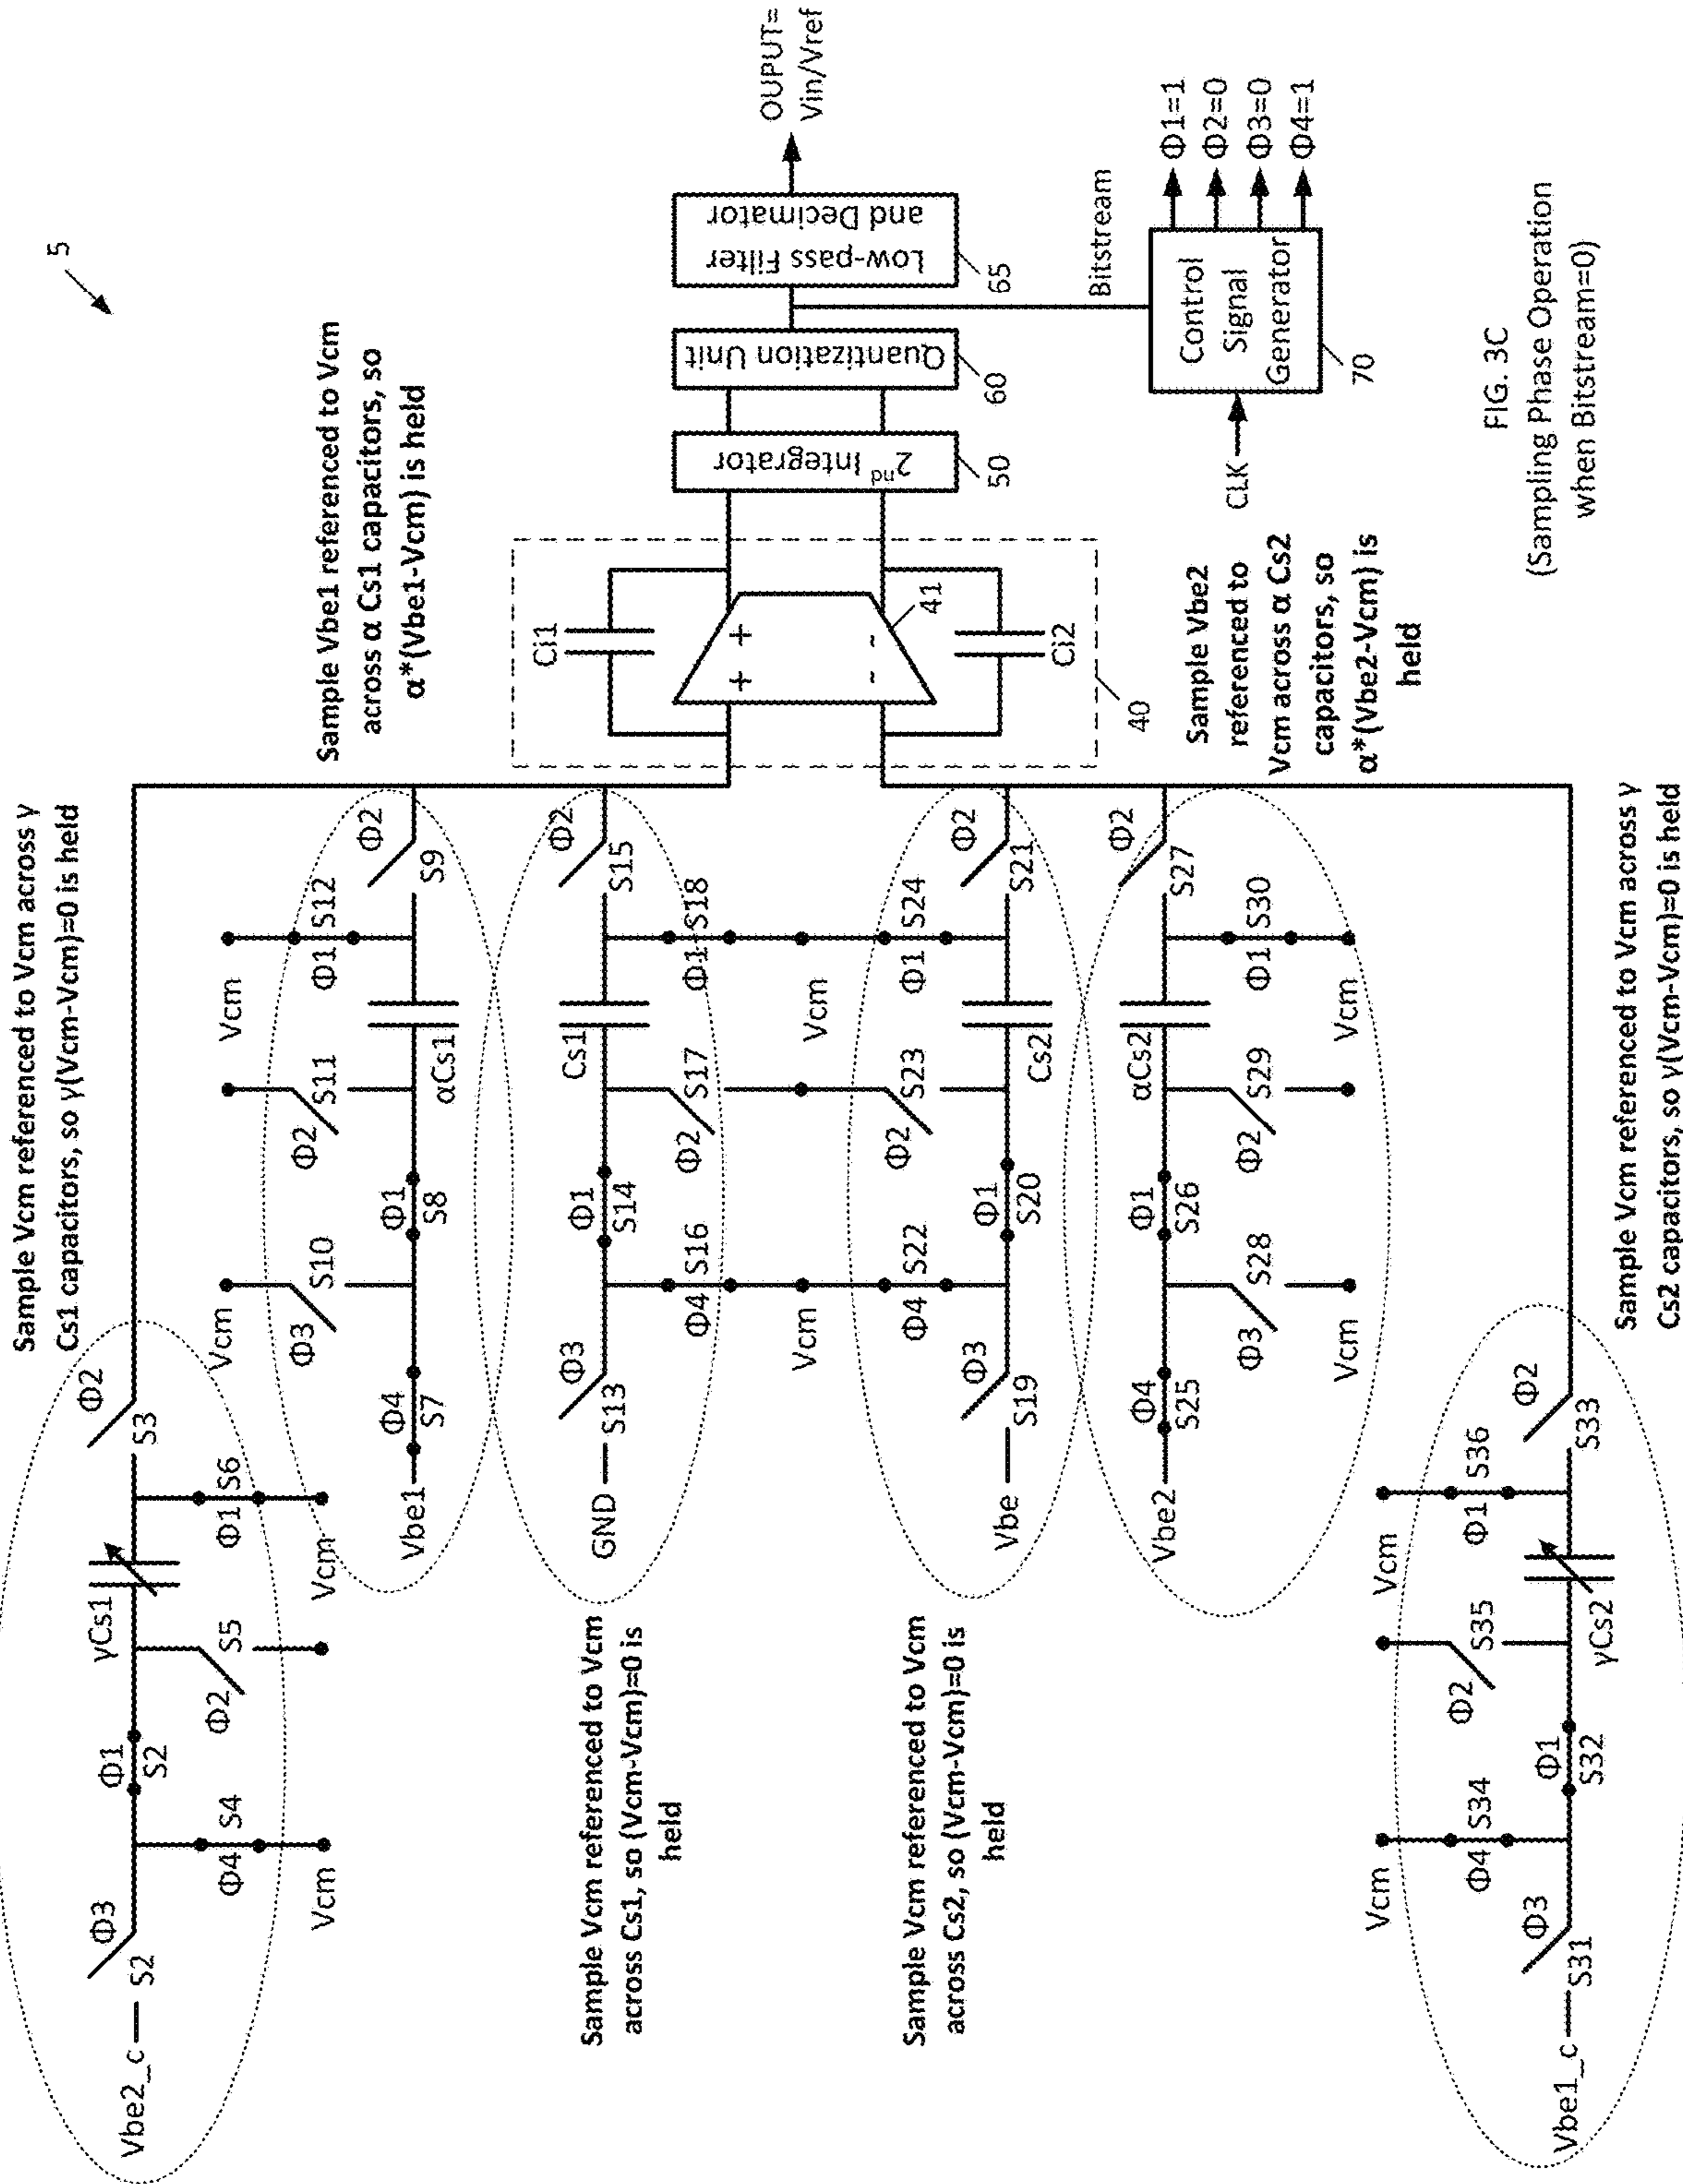 5
Sample Vcm referenced to Vcm across γ
Cs1 capacitors, so γ(Vcm-Vcm)=0 is held
Vbe2_c
S2
Φ3
Φ4
S4
Vcm
Φ1
S2
Φ2
S5
γCs1
Φ1
S6
Vcm
S3
Φ2
Sample Vbe1 referenced to Vcm
across α Cs1 capacitors, so
α*(Vbe1-Vcm) is held
Vbe1
Φ4
S7
Vcm
Φ3
S10
Φ1
S8
Φ2
S11
αCs1
Vcm
Φ1
S12
Φ2
S9
Sample Vcm referenced to Vcm
across Cs1, so (Vcm-Vcm)=0 is
held
GND
S13
Φ3
Φ4
S16
Φ1
S14
Φ2
S17
Cs1
Φ1
S18
Φ2
S15
Vcm
Vcm
Sample Vcm referenced to Vcm
across Cs2, so (Vcm-Vcm)=0 is
held
Vbe
S19
Φ3
Φ4
S22
Φ1
S20
Φ2
S23
Cs2
Φ1
S24
Φ2
S21
Vbe2
Φ4
S25
Φ3
S28
Vcm
Φ1
S26
Φ2
S29
αCs2
Φ1
S30
Vcm
Φ2
S27
Sample Vbe2
referenced to
Vcm across α Cs2
capacitors, so
α*(Vbe2-Vcm) is
held
Vbe1_c
S31
Φ3
Vcm
Φ4
S34
Φ1
S32
Φ2
S35
γCs2
Vcm
Φ1
S36
Φ2
S33
Sample Vcm referenced to Vcm across γ
Cs2 capacitors, so γ(Vcm-Vcm)=0 is held
Ci1
+ +
- -
41
Ci2
40
2nd Integrator
50
Quantization Unit
60
Low-pass Filter
and Decimator
65
OUPUT=
Vin/Vref
Bitstream
CLK
Control
Signal
Generator
70
Φ1=1
Φ2=0
Φ3=0
Φ4=1
FIG. 3C
(Sampling Phase Operation
when Bitstream=0)